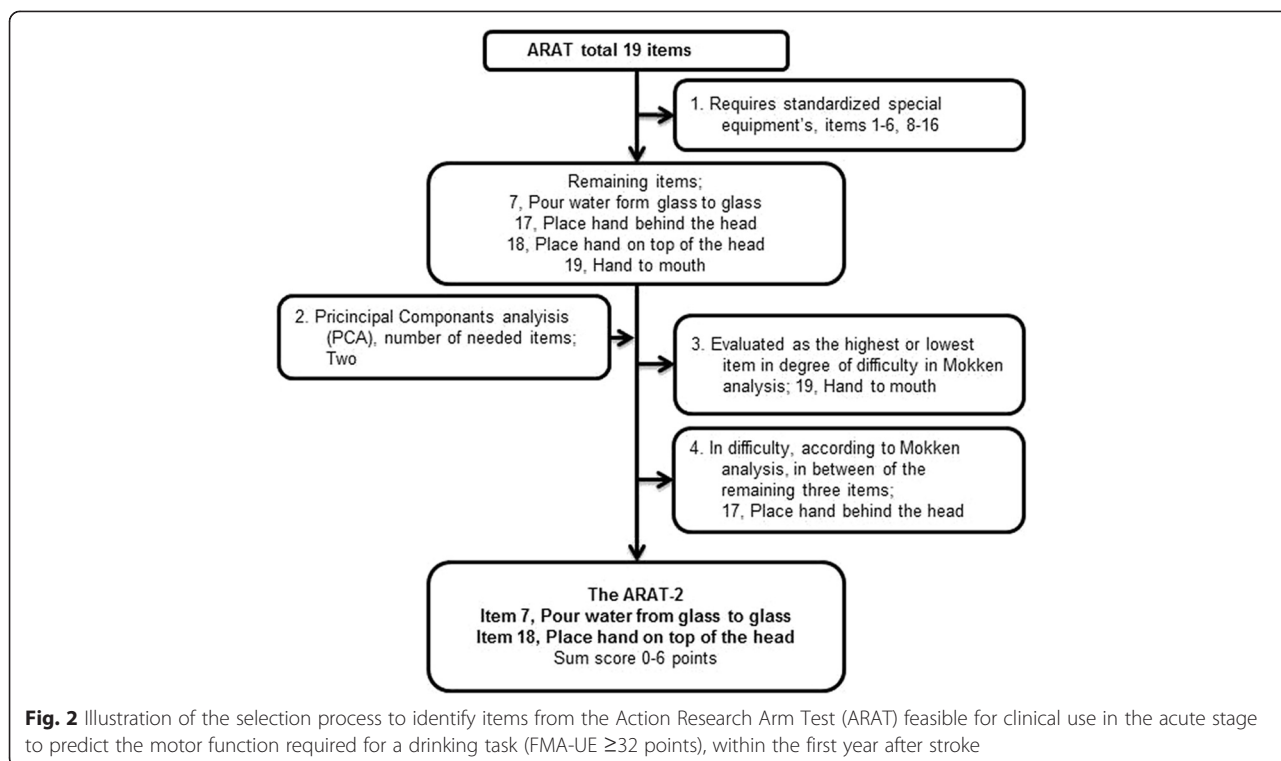 ARAT total 19 items
1. Requires standardized special
equipment's, items 1-6, 8-16
Remaining items;
7, Pour water form glass to glass
17, Place hand behind the head
18, Place hand on top of the head
19, Hand to mouth
2. Pricincipal Componants analyisis
(PCA), number of needed items;
Two
3. Evaluated as the highest or lowest
item in degree of difficulty in Mokken
analysis; 19, Hand to mouth
4. In difficulty, according to Mokken
analysis, in between of the
remaining three items;
17, Place hand behind the head
The ARAT-2
Item 7, Pour water from glass to glass
Item 18, Place hand on top of the head
Sum score 0-6 points
Fig. 2 Illustration of the selection process to identify items from the Action Research Arm Test (ARAT) feasible for clinical use in the acute stage
to predict the motor function required for a drinking task (FMA-UE ≥32 points), within the first year after stroke